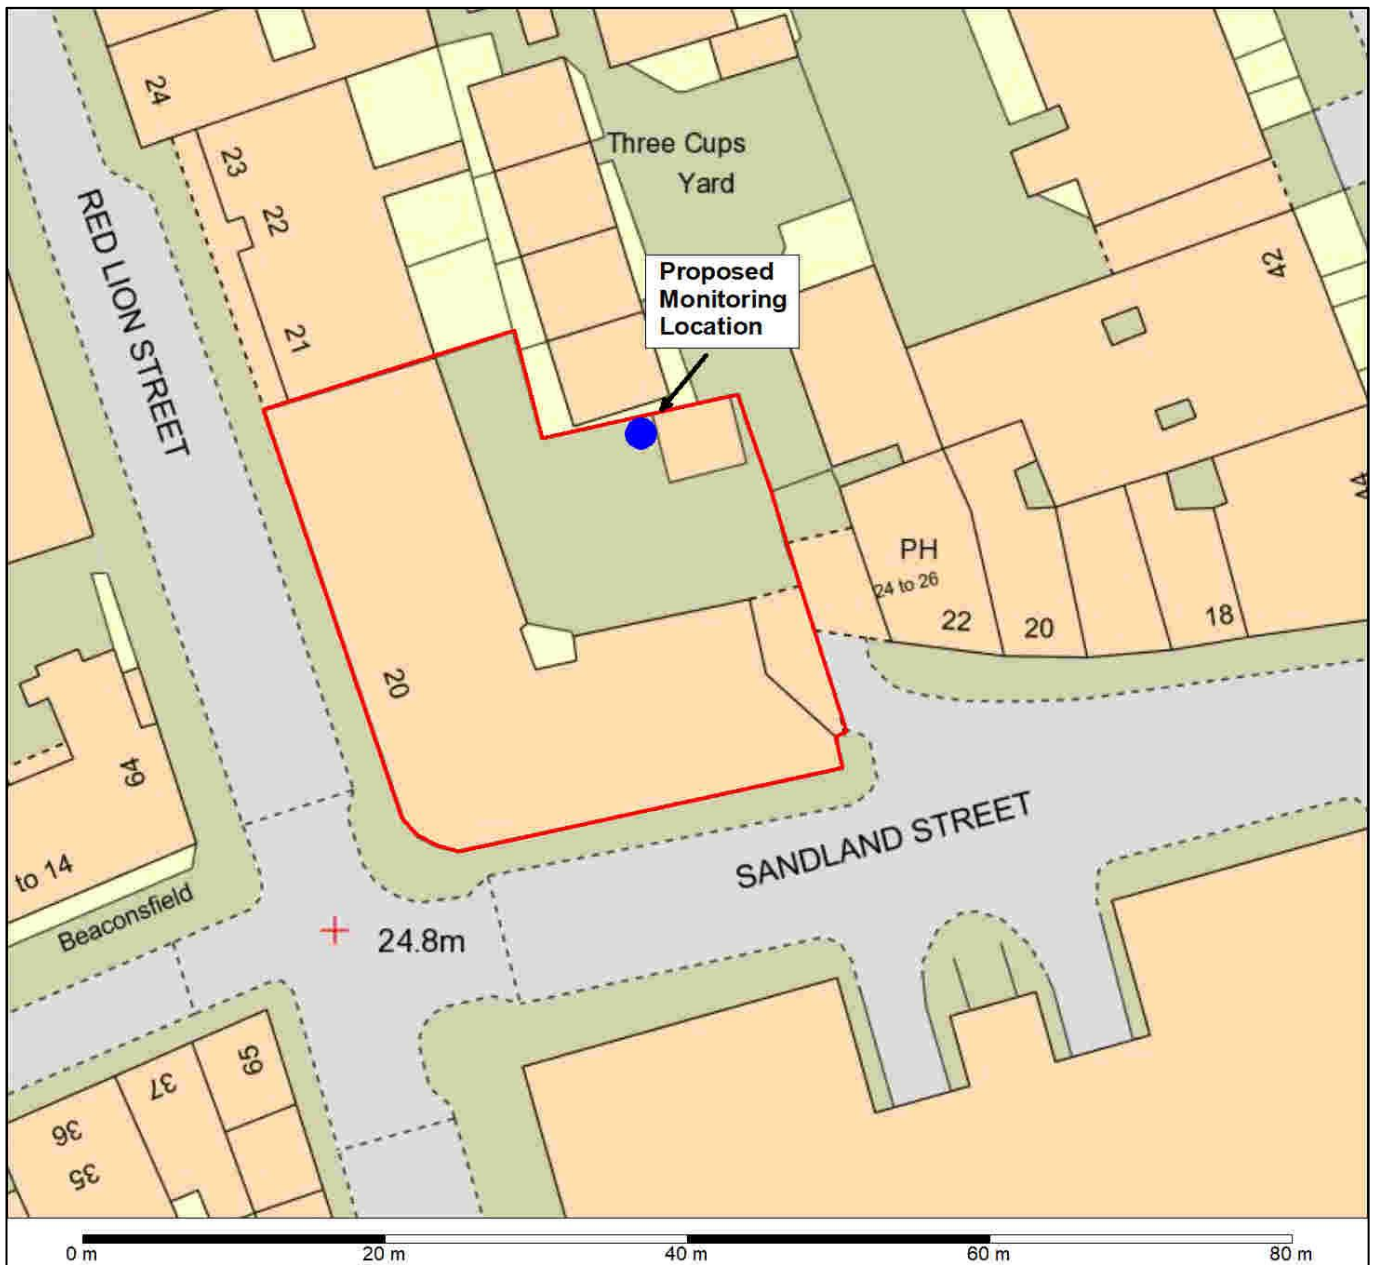 24
23
22
21
RED LION STREET
Three Cups
Yard
Proposed
Monitoring
Location
42
44
PH
24 to 26
22
20
18
20
64
to 14
Beaconsfield
24.8m
SANDLAND STREET
65
37
36
35
0 m
20 m
40 m
60 m
80 m